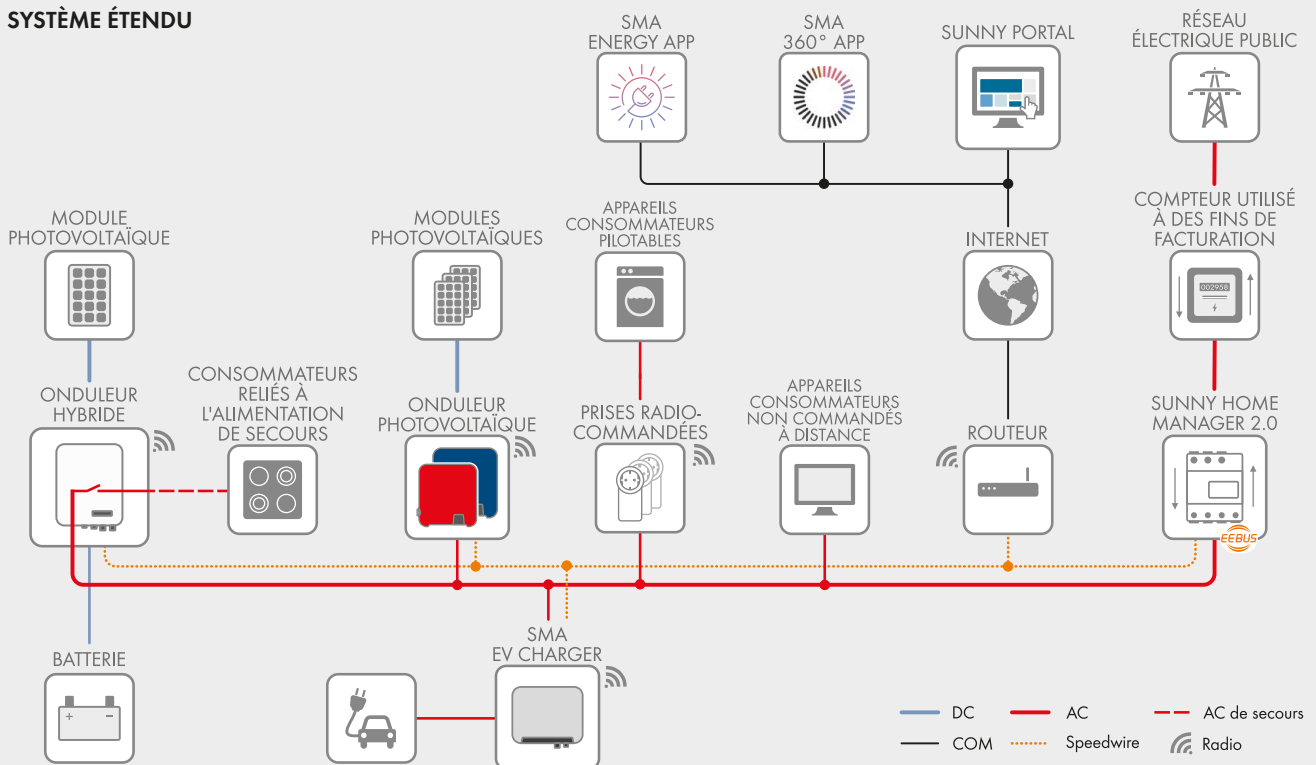 SYSTÈME ÉTENDU
SMA
ENERGY APP
SMA
360° APP
SUNNY PORTAL
RÉSEAU
ÉLECTRIQUE PUBLIC
MODULE
PHOTOVOLTAÏQUE
MODULES
PHOTOVOLTAÏQUES
APPAREILS
CONSOMMATEURS
PILOTABLES
INTERNET
COMPTEUR UTILISÉ
À DES FINS DE
FACTURATION
002958
ONDULEUR
HYBRIDE
CONSOMMATEURS
RELIÉS À
L'ALIMENTATION
DE SECOURS
ONDULEUR
PHOTOVOLTAÏQUE
PRISES RADIO-
COMMANDÉES
APPAREILS
CONSOMMATEURS
NON COMMANDÉS
À DISTANCE
ROUTEUR
SUNNY HOME
MANAGER 2.0
EEBUS
BATTERIE
+ −
SMA
EV CHARGER
DC
AC
AC de secours
COM
Speedwire
Radio